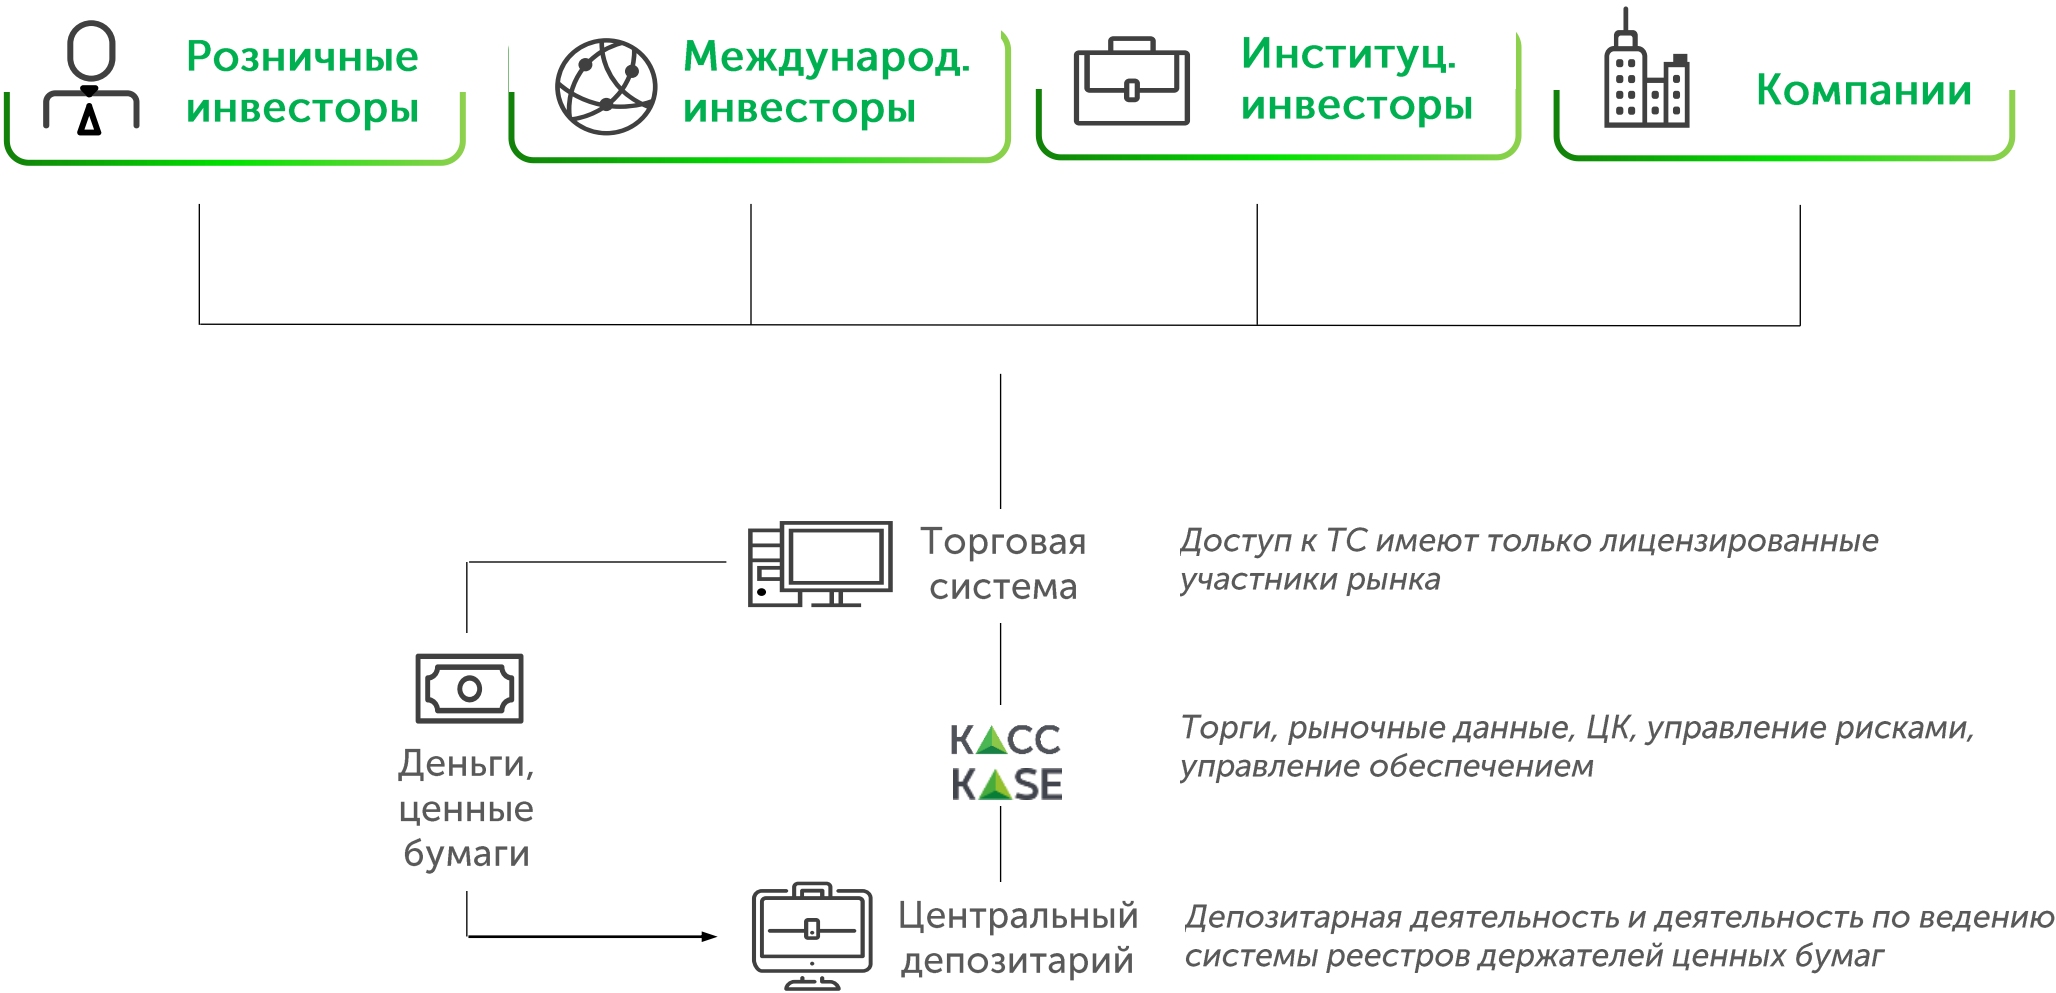 Розничные
инвесторы
Международ.
инвесторы
Институц.
инвесторы
Компании
Торговая
система
Доступ к ТС имеют только лицензированные
участники рынка
Деньги,
ценные
бумаги
KACC
KASE
Торги, рыночные данные, ЦК, управление рисками,
управление обеспечением
Центральный
депозитарий
Депозитарная деятельность и деятельность по ведению
системы реестров держателей ценных бумаг